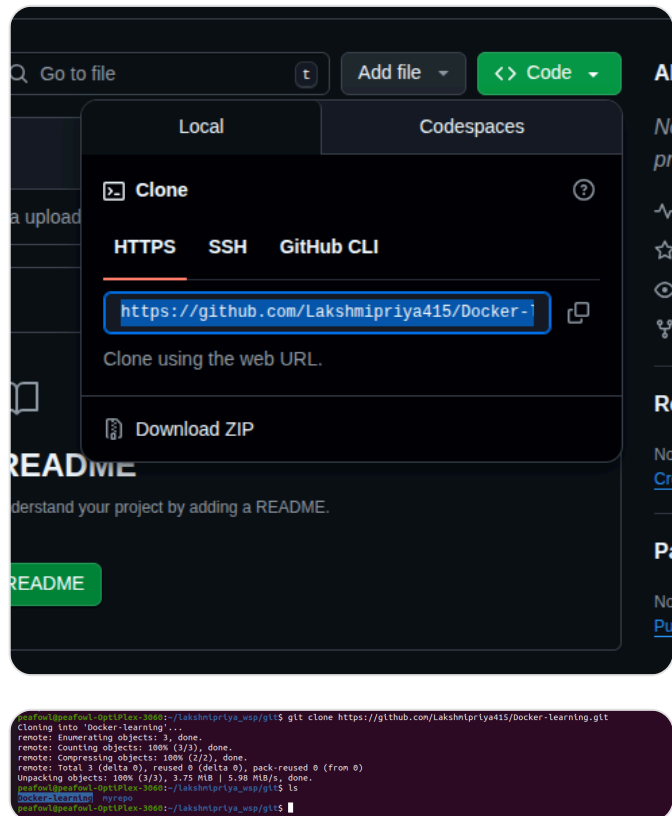 Go to file
t
Add file
Code
Local
Codespaces
Clone
a upload
HTTPS SSH GitHub CLI
https://github.com/Lakshmipriya415/Docker-
Clone using the web URL.
Download ZIP
README
derstand your project by adding a README.
README
No
Cr
No
Pu
peafowl@peafowl-OptiPlex-3060:~/lakshmipriya_wsp/git$ git clone https://github.com/Lakshmipriya415/Docker-learning.git
Cloning into 'Docker-learning'...
remote: Enumerating objects: 3, done.
remote: Counting objects: 100% (3/3), done.
remote: Compressing objects: 100% (2/2), done.
remote: Total 3 (delta 0), reused 0 (delta 0), pack-reused 0 (from 0)
Unpacking objects: 100% (3/3), 3.75 MiB | 5.98 MiB/s, done.
peafowl@peafowl-OptiPlex-3060:~/lakshmipriya_wsp/git$ ls
Docker-learning myrepo
peafowl@peafowl-OptiPlex-3060:~/lakshmipriya_wsp/git$